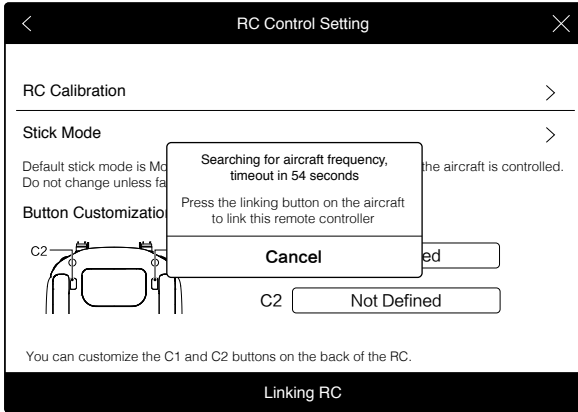 RC Control Setting
RC Calibration
Stick Mode
Default stick mode is Mo
the aircraft is controlled.
Do not change unless fa
Searching for aircraft frequency,
timeout in 54 seconds
Press the linking button on the aircraft
to link this remote controller
Cancel
Button Customization
C2
ed
C2 Not Defined
You can customize the C1 and C2 buttons on the back of the RC.
Linking RC